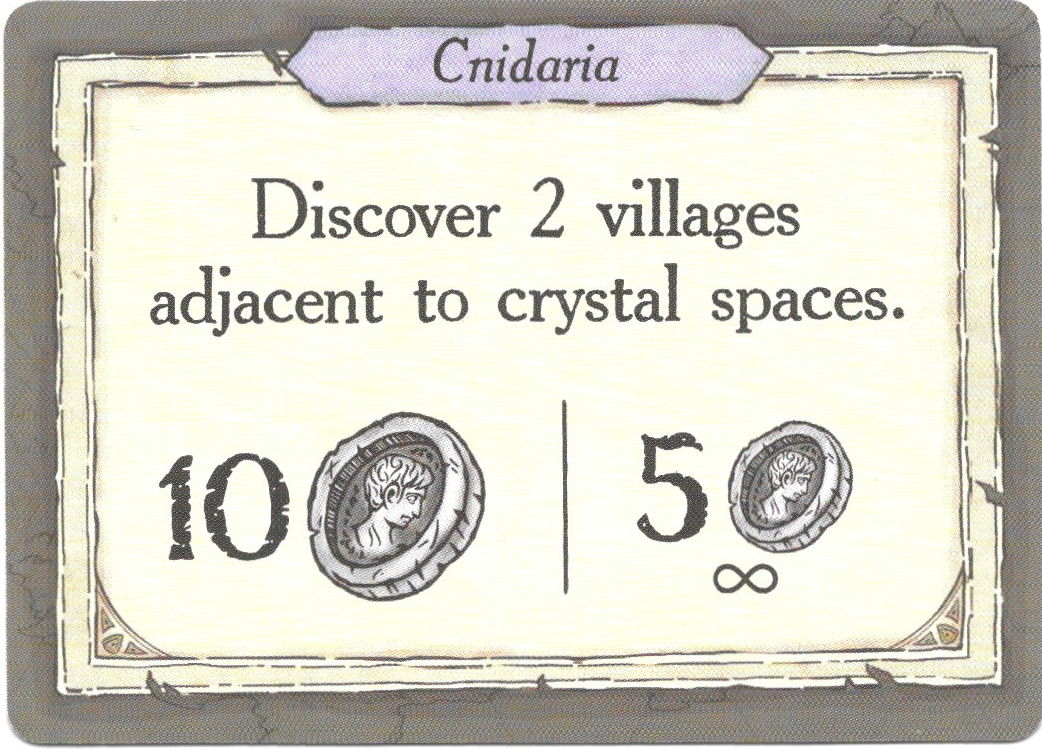 Cnidaria
Discover 2 villages
adjacent to crystal spaces.
10 | 5
∞